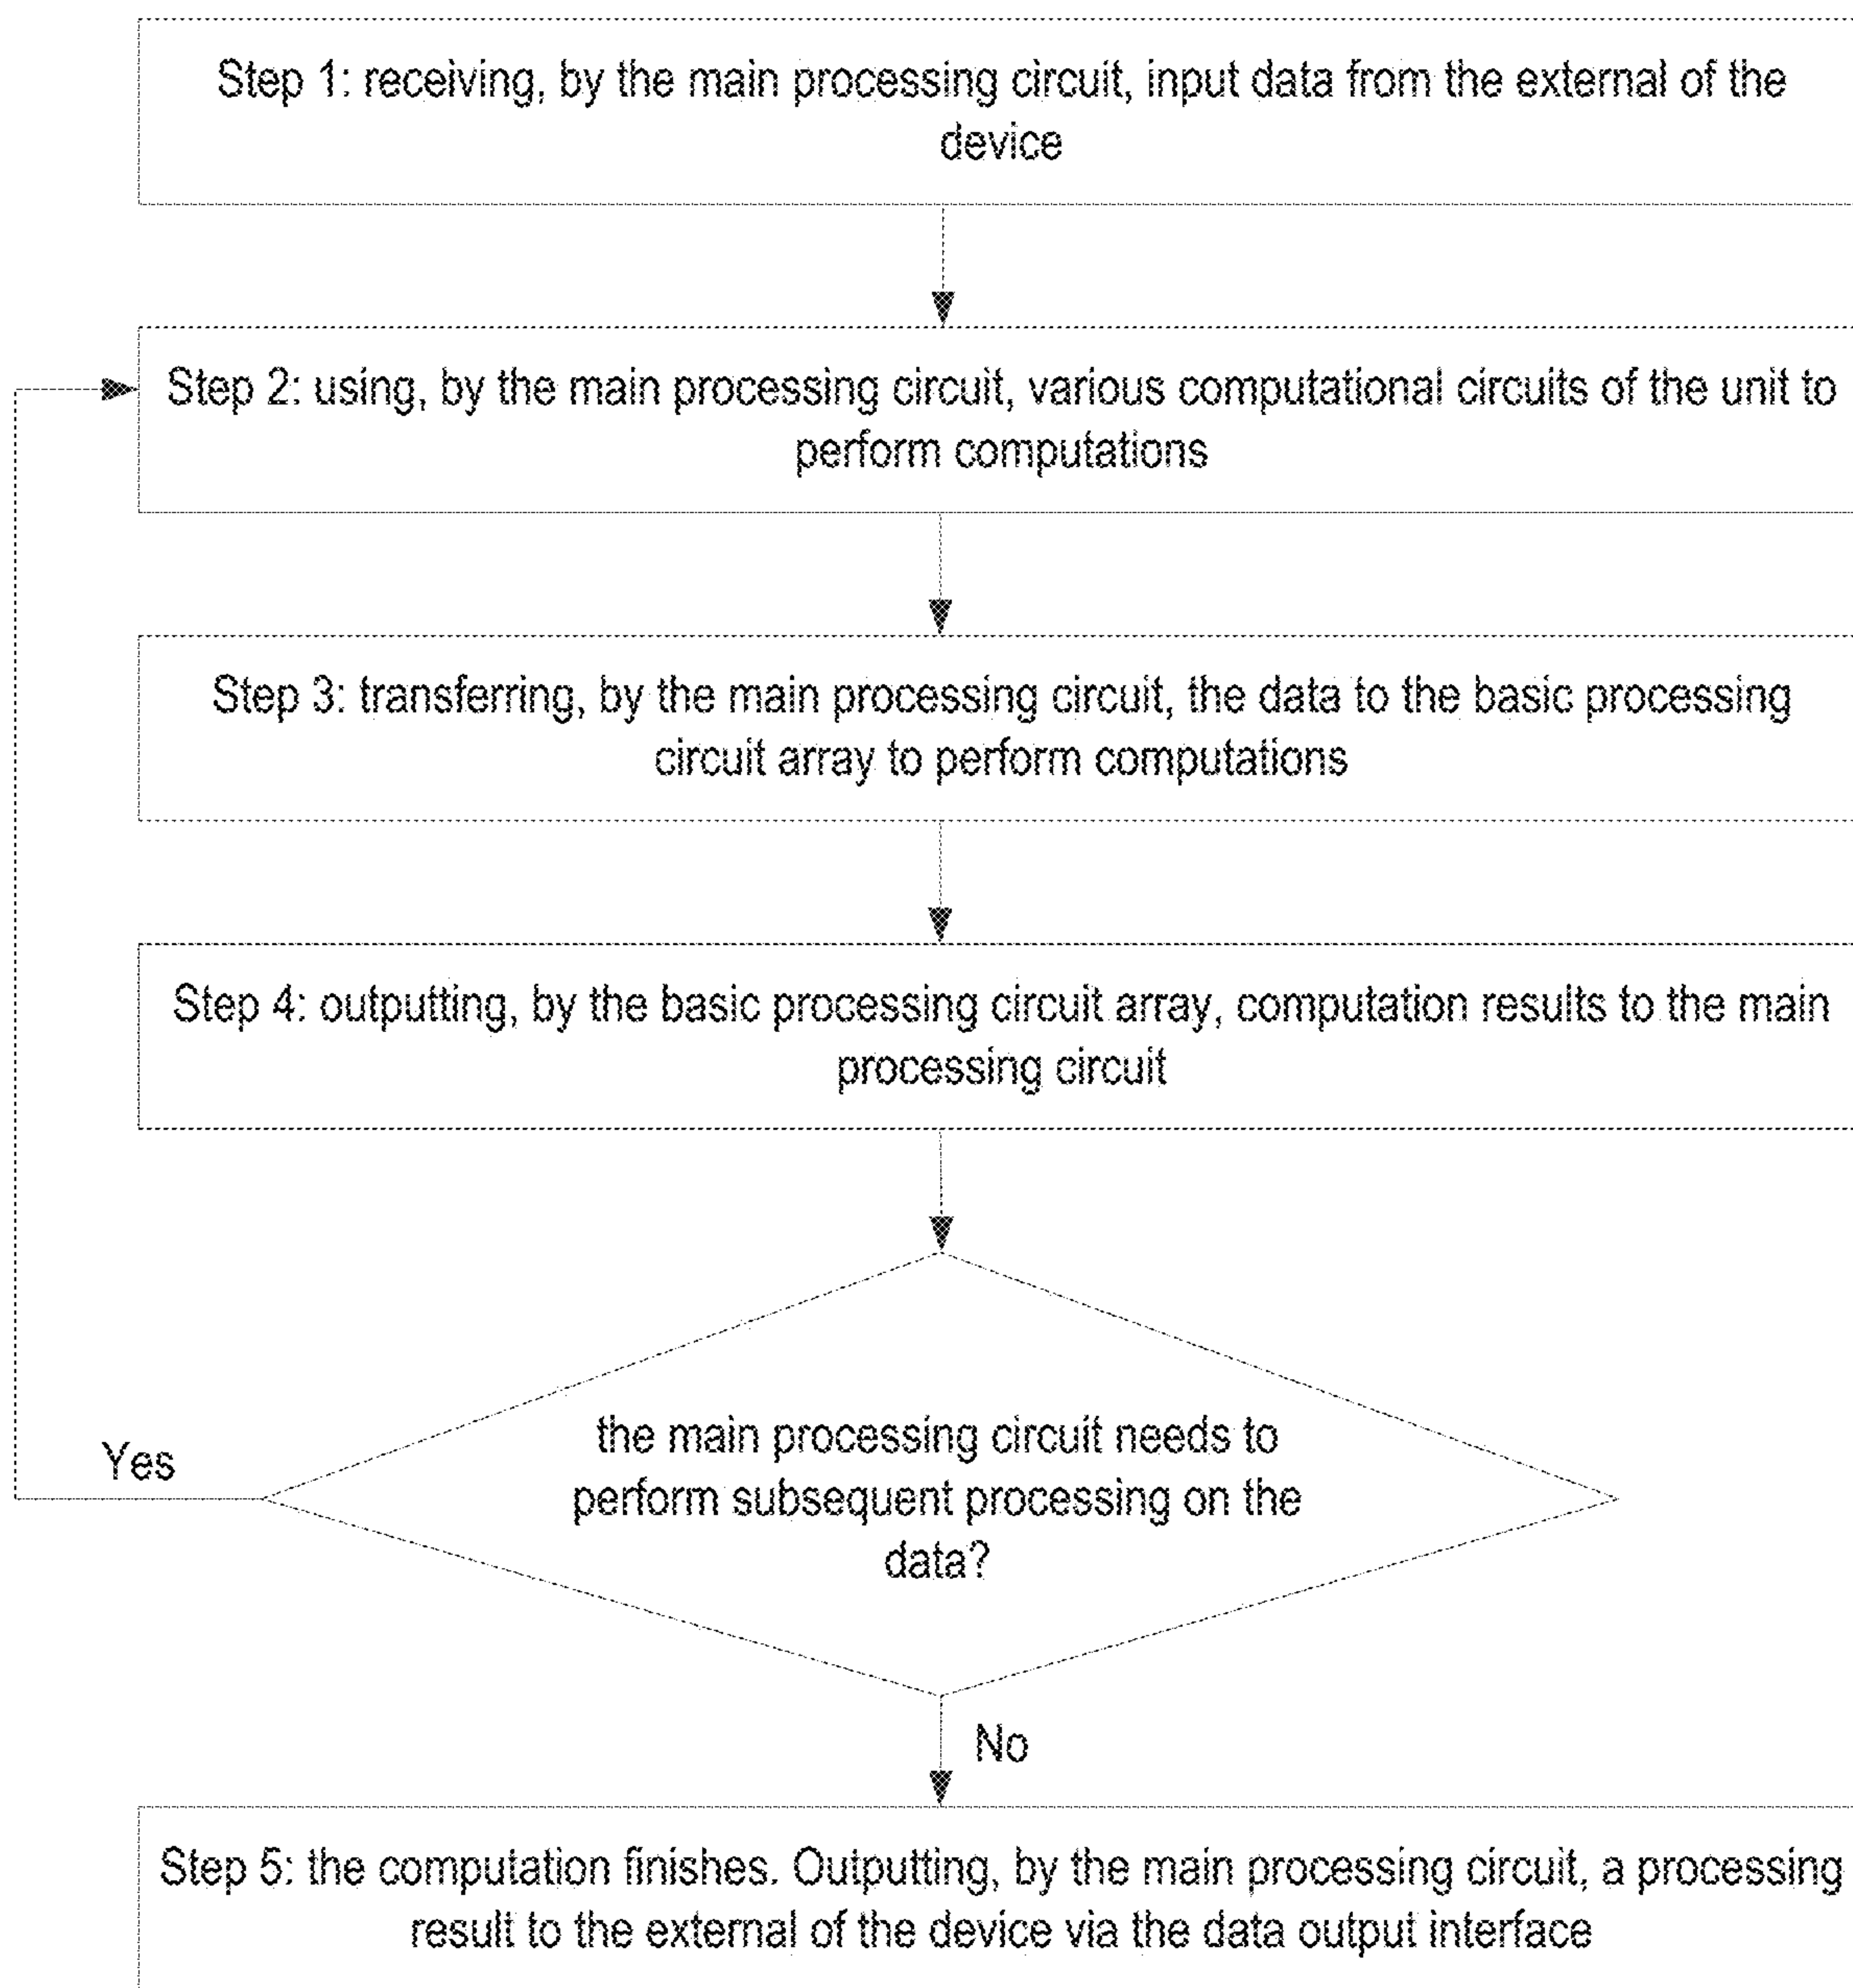 Step 1: receiving, by the main processing circuit, input data from the external of the
device
Step 2: using, by the main processing circuit, various computational circuits of the unit to
perform computations
Step 3: transferring, by the main processing circuit, the data to the basic processing
circuit array to perform computations
Step 4: outputting, by the basic processing circuit array, computation results to the main
processing circuit
the main processing circuit needs to
perform subsequent processing on the
data?
Yes
No
Step 5: the computation finishes. Outputting, by the main processing circuit, a processing
result to the external of the device via the data output interface